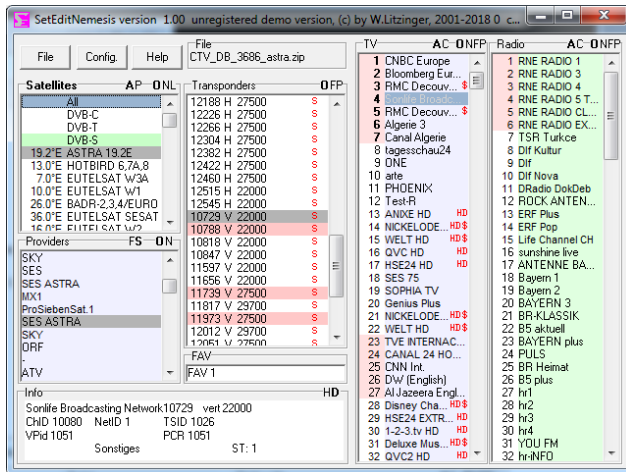 SetEditNemesis version 1.00 unregistered demo version, (c) by W.Litzinger, 2001-2018 0 c...
File Config. Help
File
CTV_DB_3686_astra.zip
Satellites AP ONL
All
DVB-C
DVB-T
DVB-S
19.2°E ASTRA 19.2E
13.0°E HOTBIRD 6,7A,8
7.0°E EUTELSAT W3A
10.0°E EUTELSAT W1
26.0°E BADR-2,3,4/EURO
36.0°E EUTELSAT SESAT
16.0°E EUTELSAT W2
Providers FS ON
SKY
SES
SES ASTRA
MX1
ProSiebenSat.1
SES ASTRA
SKY
ORF
-
ATV
Transponders OFP
12188 H 27500 S
12226 H 27500 S
12266 H 27500 S
12304 H 27500 S
12382 H 27500 S
12422 H 27500 S
12460 H 27500 S
12515 H 22000 S
12545 H 22000 S
10729 V 22000 S
10788 V 22000 S
10818 V 22000 S
10847 V 22000 S
11597 V 22000 S
11656 V 22000 S
11739 V 27500 S
11817 V 29700 S
11973 V 27500 S
12012 V 29700 S
12051 V 27500 S
FAV
FAV 1
Info HD
Sonlife Broadcasting Network 10729 vert 22000
ChID 10080 NetID 1 TSID 1026
VPid 1051 PCR 1051
Sonstiges ST: 1
TV AC ONFP
1 CNBC Europe
2 Bloomberg Eur...
3 RMC Decouv... $
4 Sonlife Broadc...
5 RMC Decouv... $
6 Algerie 3
7 Canal Algerie
8 tagesschau24
9 ONE
10 arte
11 PHOENIX
12 Test-R
13 ANIXE HD HD
14 NICKELODE... HD$
15 WELT HD HD$
16 QVC HD HD
17 HSE24 HD HD
18 SES 75
19 SOPHIA TV
20 Genius Plus
21 NICKELODE... HD$
22 WELT HD HD$
23 TVE INTERNAC...
24 CANAL 24 HO...
25 CNN Int.
26 DW (English)
27 Al Jazeera Engl...
28 Disney Cha... HD$
29 HSE24 EXTR... HD
30 1-2-3.tv HD HD
31 Deluxe Mus... HD$
32 QVC2 HD HD
Radio AC ONFP
1 RNE RADIO 1
2 RNE RADIO 3
3 RNE RADIO 4
4 RNE RADIO 5 T...
5 RNE RADIO CL...
6 RNE RADIO EX...
7 TSR Turkce
8 Dlf Kultur
9 Dlf
10 Dlf Nova
11 DRadio DokDeb
12 ROCK ANTEN...
13 ERF Plus
14 ERF Pop
15 Life Channel CH
16 sunshine live
17 ANTENNE BA...
18 Bayern 1
19 Bayern 2
20 BAYERN 3
21 BR-KLASSIK
22 B5 aktuell
23 BAYERN plus
24 PULS
25 BR Heimat
26 B5 plus
27 hr1
28 hr2
29 hr3
30 hr4
31 YOU FM
32 hr-iNFO